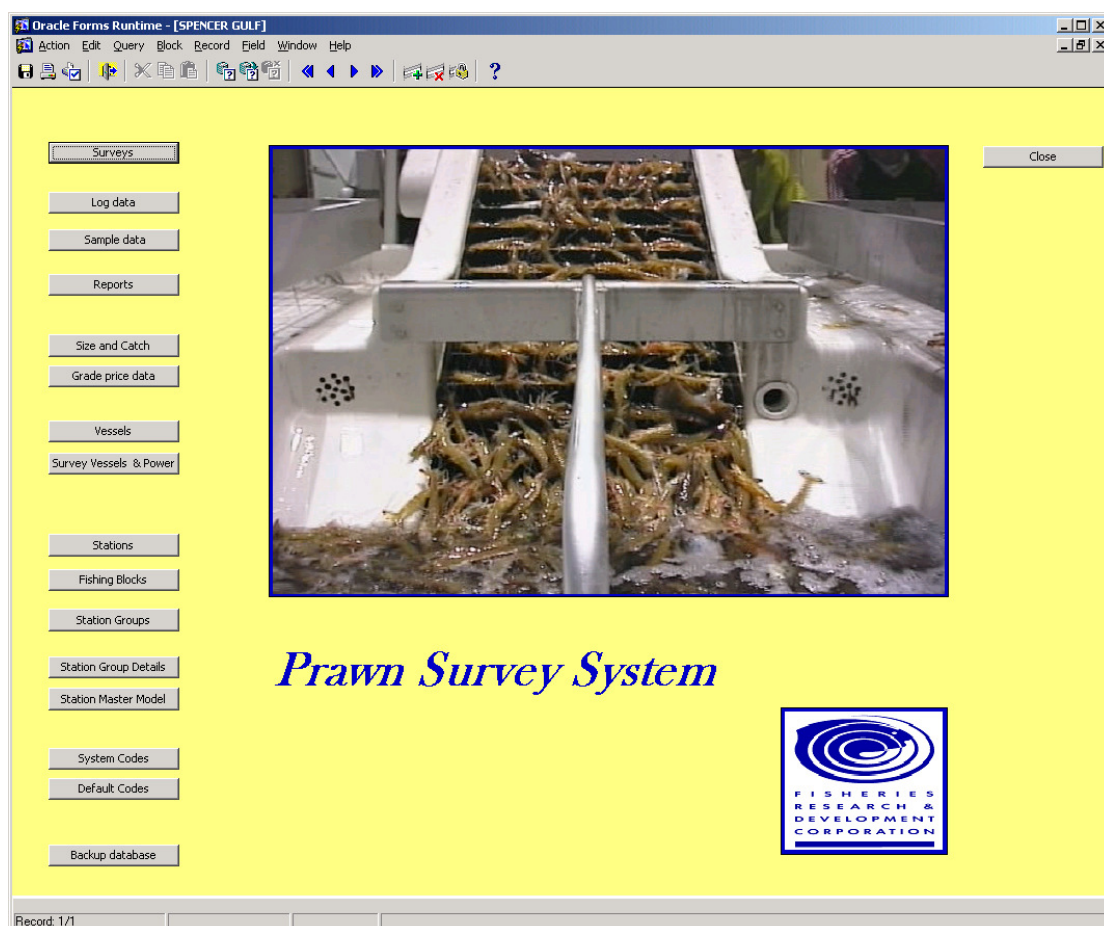 Oracle Forms Runtime - [SPENCER GULF]
Action Edit Query Block Record Field Window Help
Surveys
Close
Log data
Sample data
Reports
Size and Catch
Grade price data
Vessels
Survey Vessels & Power
Stations
Fishing Blocks
Station Groups
Station Group Details
Station Master Model
Prawn Survey System
System Codes
Default Codes
FISHERIES
RESEARCH &
DEVELOPMENT
CORPORATION
Backup database
Record: 1/1